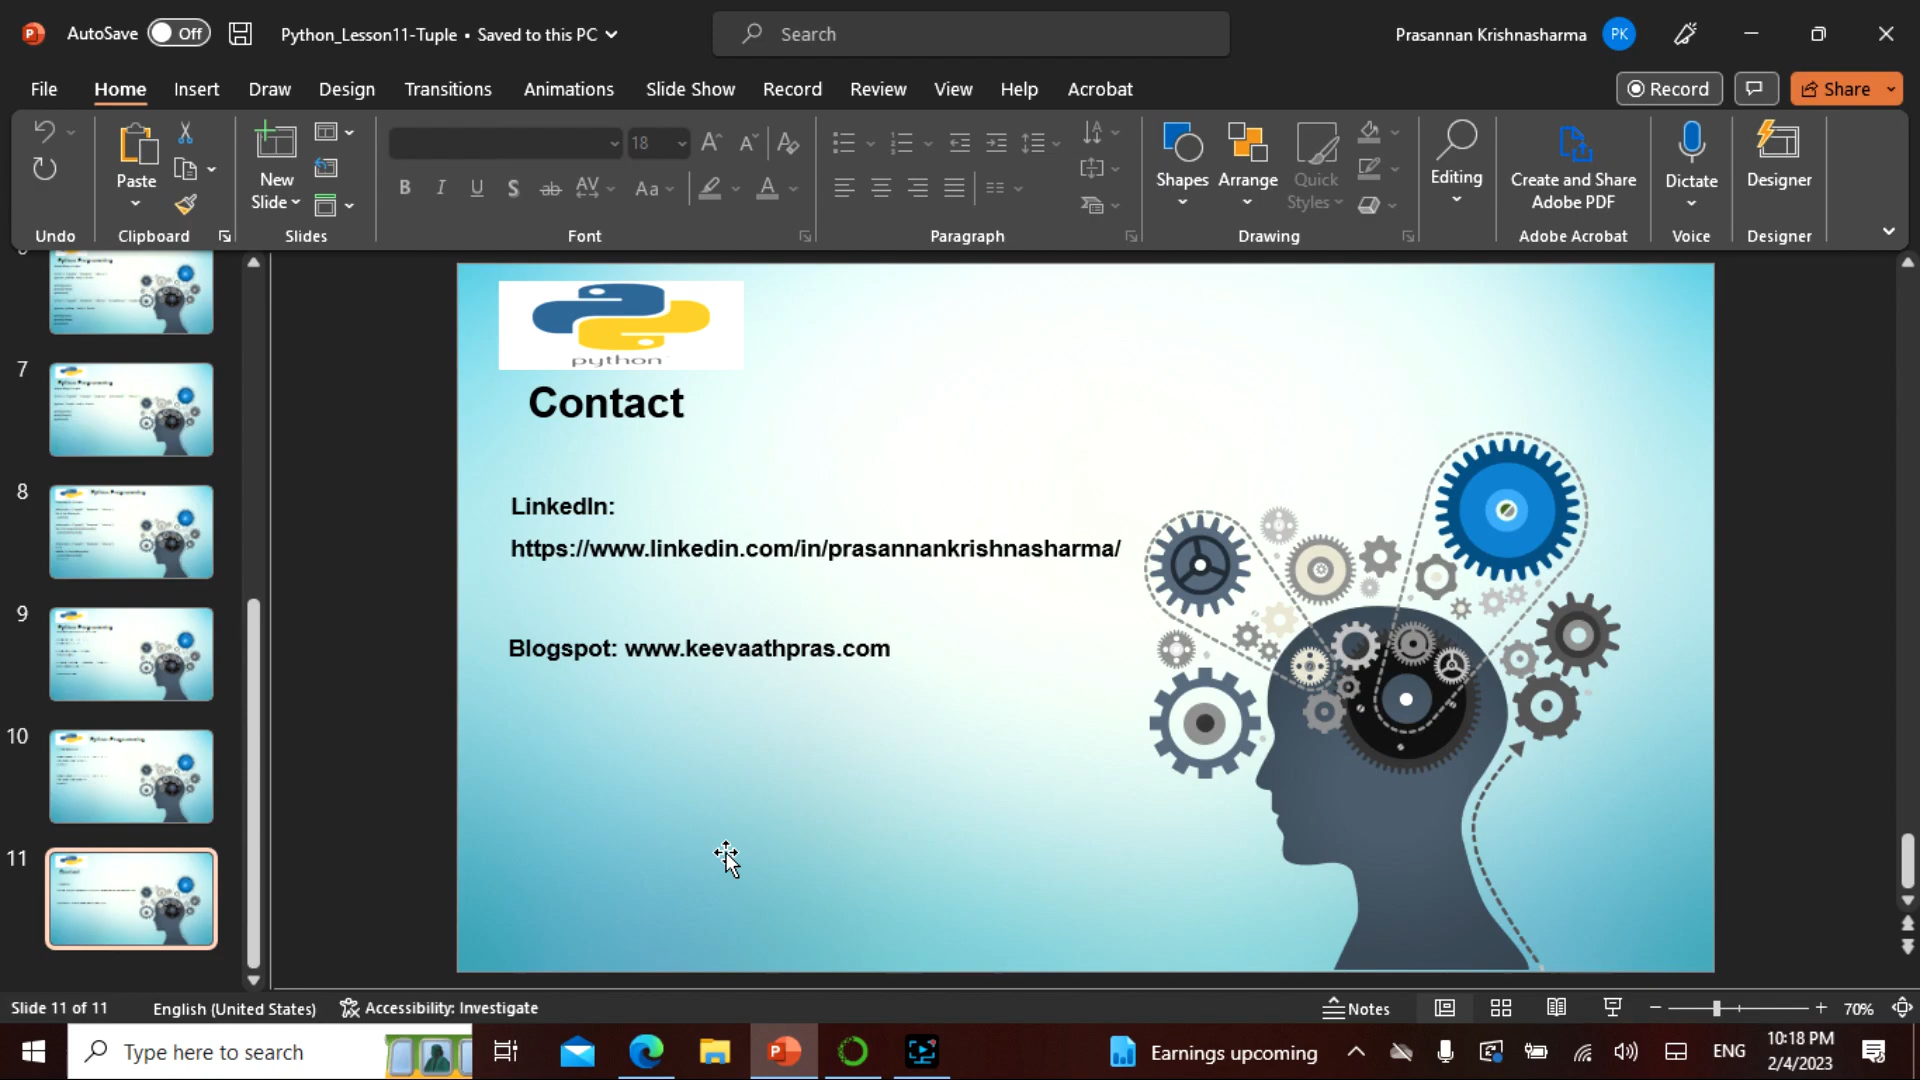 AutoSave Off Python_Lesson11-Tuple • Saved to this PC Search Prasannan Krishnasharma PK
File Home Insert Draw Design Transitions Animations Slide Show Record Review View Help Acrobat Record Share
18
Paste New Slide Shapes Arrange Quick Styles Editing Create and Share Adobe PDF Dictate Designer
B I U S ab AV Aa A
Undo Clipboard Slides Font Paragraph Drawing Adobe Acrobat Voice Designer
7
8
9
10
11
python
Contact
LinkedIn:
https://www.linkedin.com/in/prasannankrishnasharma/
Blogspot: www.keevaathpras.com
Slide 11 of 11 English (United States) Accessibility: Investigate Notes 70%
Type here to search Earnings upcoming ENG 10:18 PM
2/4/2023